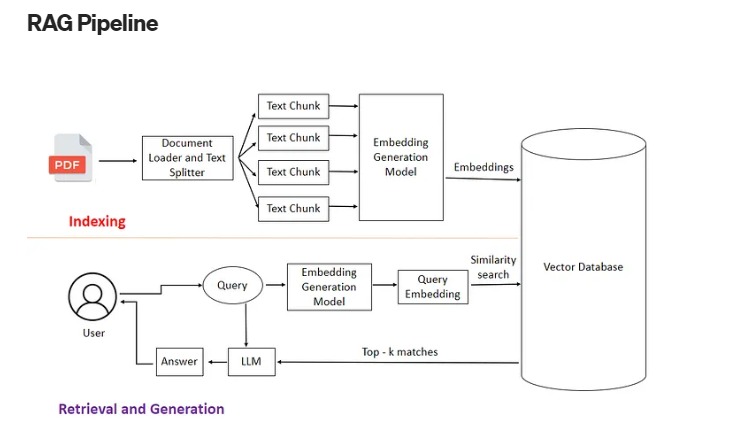 RAG Pipeline
PDF
Document
Loader and Text
Splitter
Text Chunk
Text Chunk
Text Chunk
Text Chunk
Embedding
Generation
Model
Embeddings
Vector Database
Indexing
User
Query
Embedding
Generation
Model
Query
Embedding
Similarity
search
Top - k matches
LLM
Answer
Retrieval and Generation